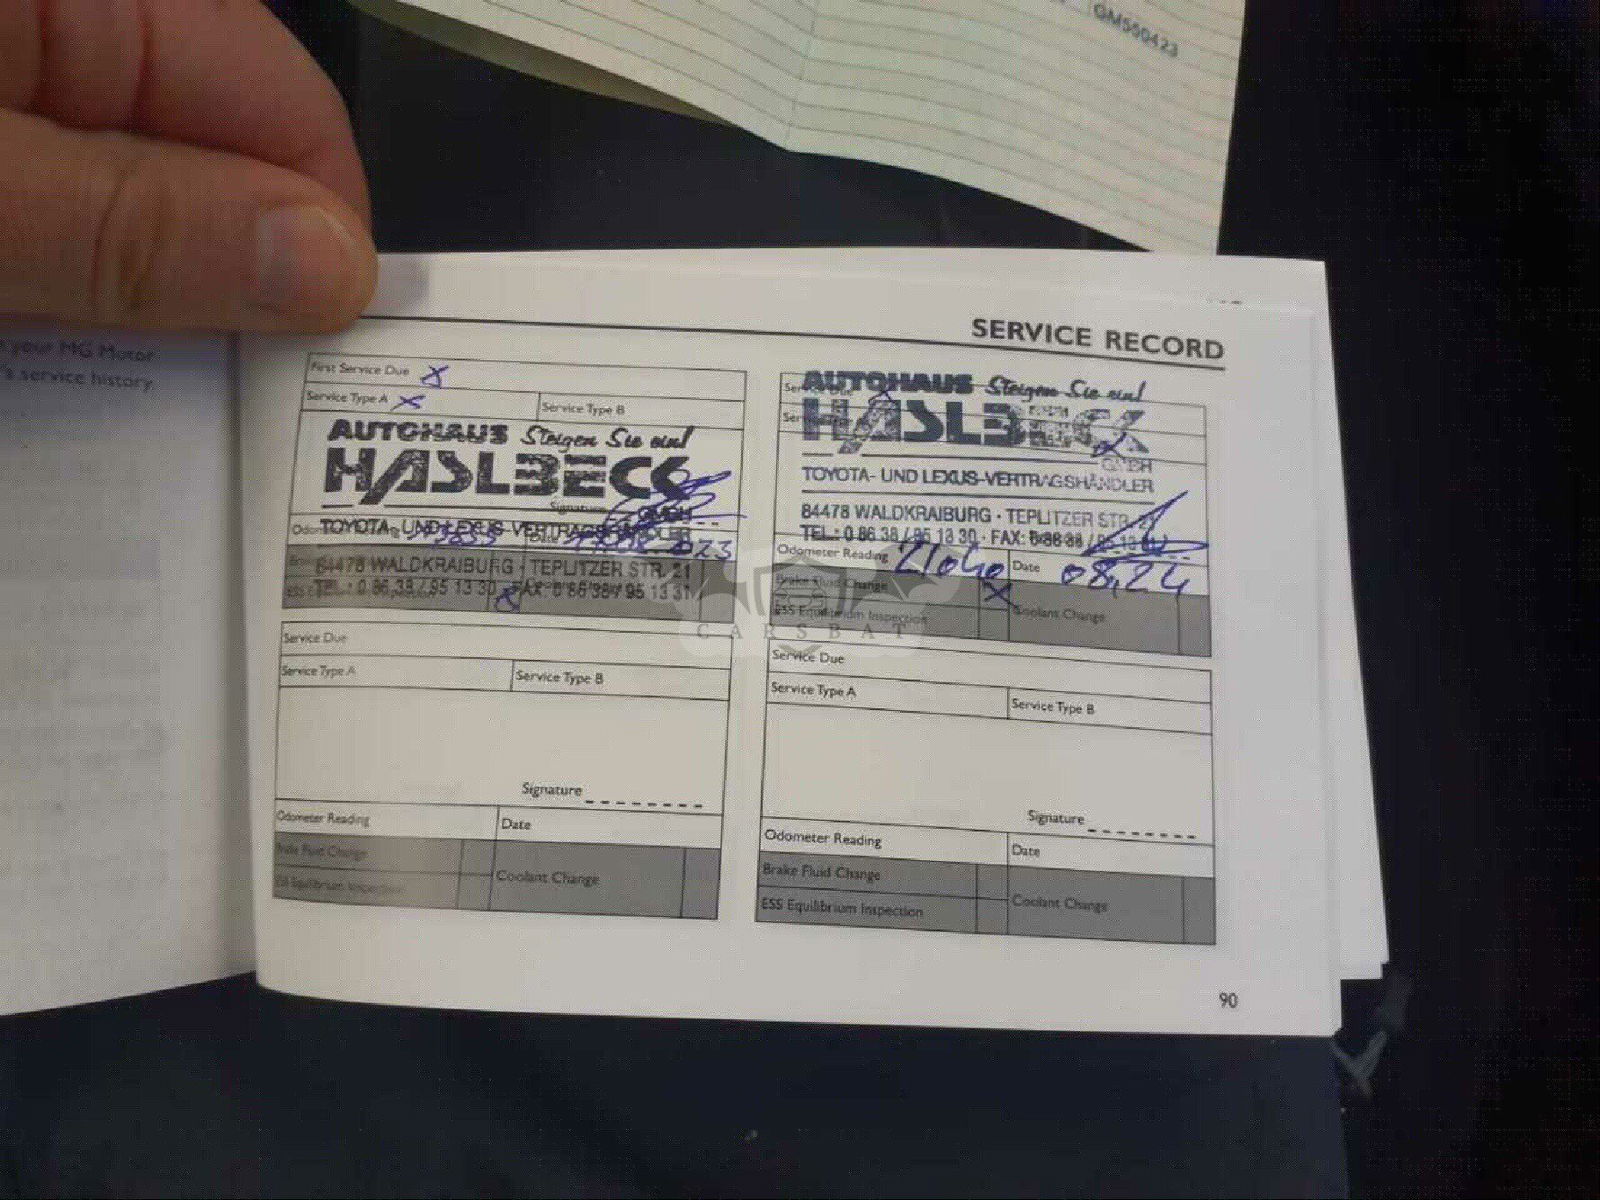 GM500423
your MG Motor
's service history
SERVICE RECORD
First Service Due X
Service Type A X
Service Type B
AUTOHAUS Steigen Sie ein!
HASLBECK
Signature
GMBH
TOYOTA- UND LEXUS-VERTRAGSHÄNDLER
84478 WALDKRAIBURG · TEPLITZER STR. 21
TEL.: 0 86 38 / 95 13 30 · FAX: 0 86 38 / 95 13 31
AUTOHAUS Steigen Sie ein!
HASLBECK
GMBH
TOYOTA- UND LEXUS-VERTRAGSHÄNDLER
84478 WALDKRAIBURG · TEPLITZER STR. 21
TEL.: 0 86 38 / 95 13 30 · FAX: 0 86 38 /
Odometer Reading 21040
Date 08.24
Brake Fluid Change X
ESS Equilibrium Inspection
Coolant Change
CARSBAT
Service Due
Service Type A
Service Type B
Signature
Odometer Reading
Date
Brake Fluid Change
ESS Equilibrium Inspection
Coolant Change
Service Due
Service Type A
Service Type B
Signature
Odometer Reading
Date
Brake Fluid Change
ESS Equilibrium Inspection
Coolant Change
90